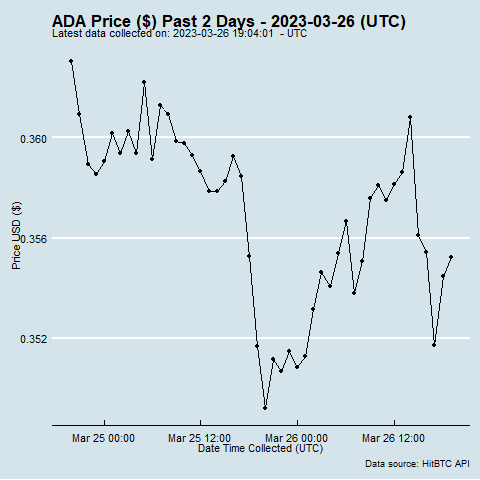 ADA Price ($) Past 2 Days - 2023-03-26 (UTC)
Latest data collected on: 2023-03-26 19:04:01 - UTC
0.360
0.356
0.352
Price USD ($)
Mar 25 00:00 Mar 25 12:00 Mar 26 00:00 Mar 26 12:00
Date Time Collected (UTC)
Data source: HitBTC API